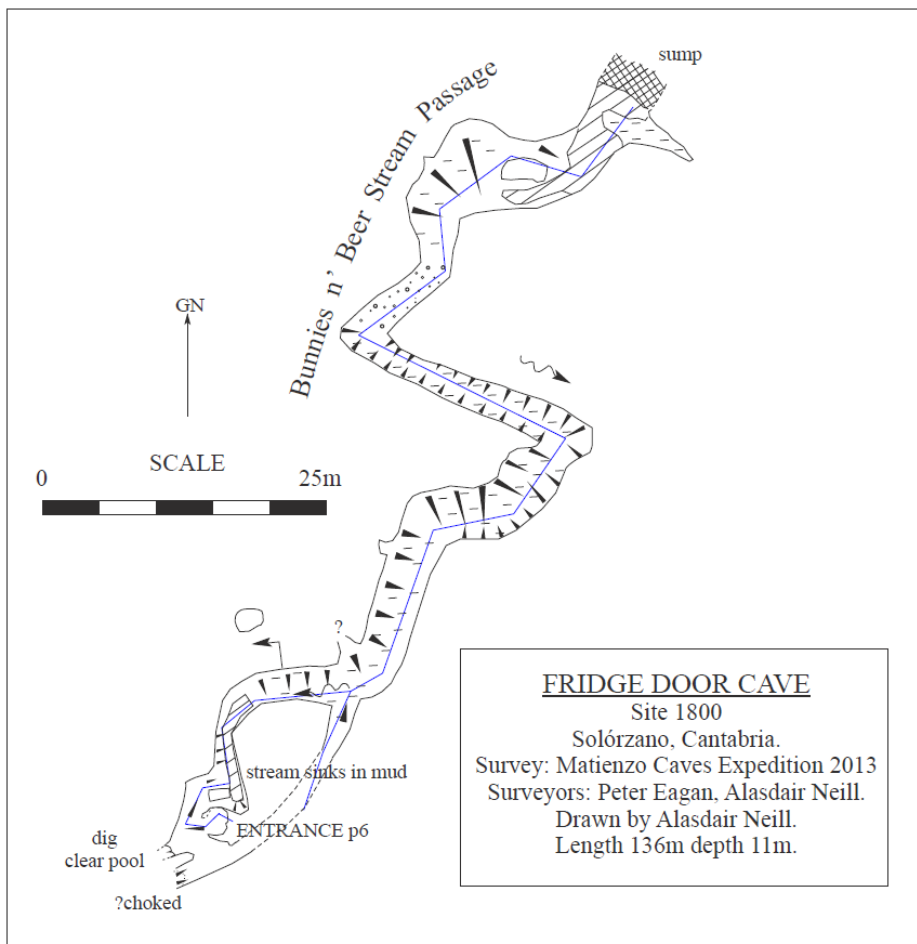 sump
Bunnies n' Beer Stream Passage
GN
SCALE
0 25m
?
stream sinks in mud
ENTRANCE p6
dig
clear pool
?choked
FRIDGE DOOR CAVE
Site 1800
Solórzano, Cantabria.
Survey: Matienzo Caves Expedition 2013
Surveyors: Peter Eagan, Alasdair Neill.
Drawn by Alasdair Neill.
Length 136m depth 11m.